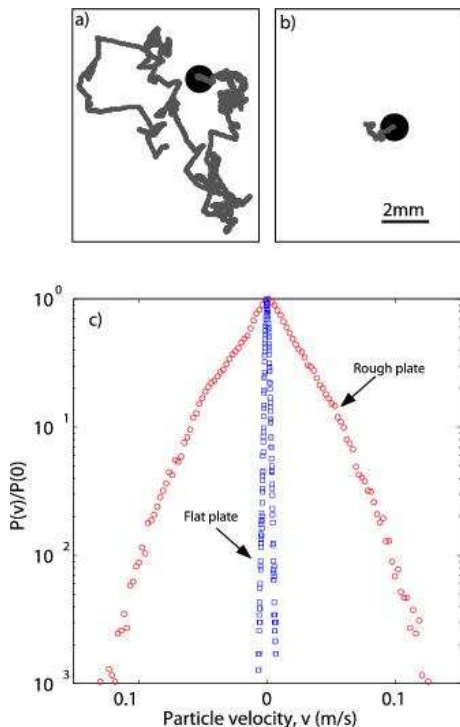 a)
b)
2mm
c)
10 0
Rough plate
10 1
P(v)/P(0)
Flat plate
10 2
10 3
0.1 0 0.1
Particle velocity, v (m/s)